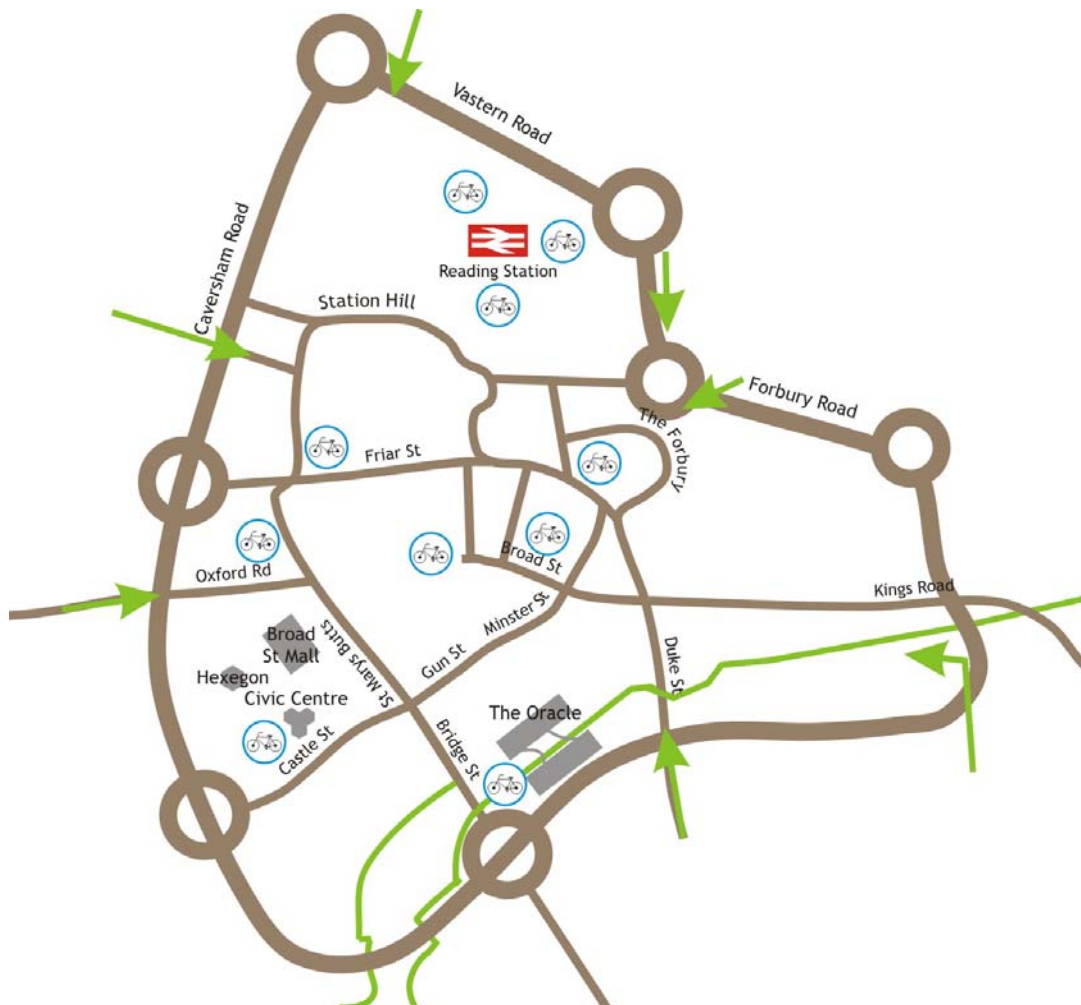 Vastern Road
Caversham Road
Reading Station
Station Hill
Forbury Road
The Forbury
Friar St
Broad St
Oxford Rd
Kings Road
Minster St
Broad
St Mall
St Marys Butts
Gun St
Duke St
Hexegon
Civic Centre
The Oracle
Castle St
Bridge St